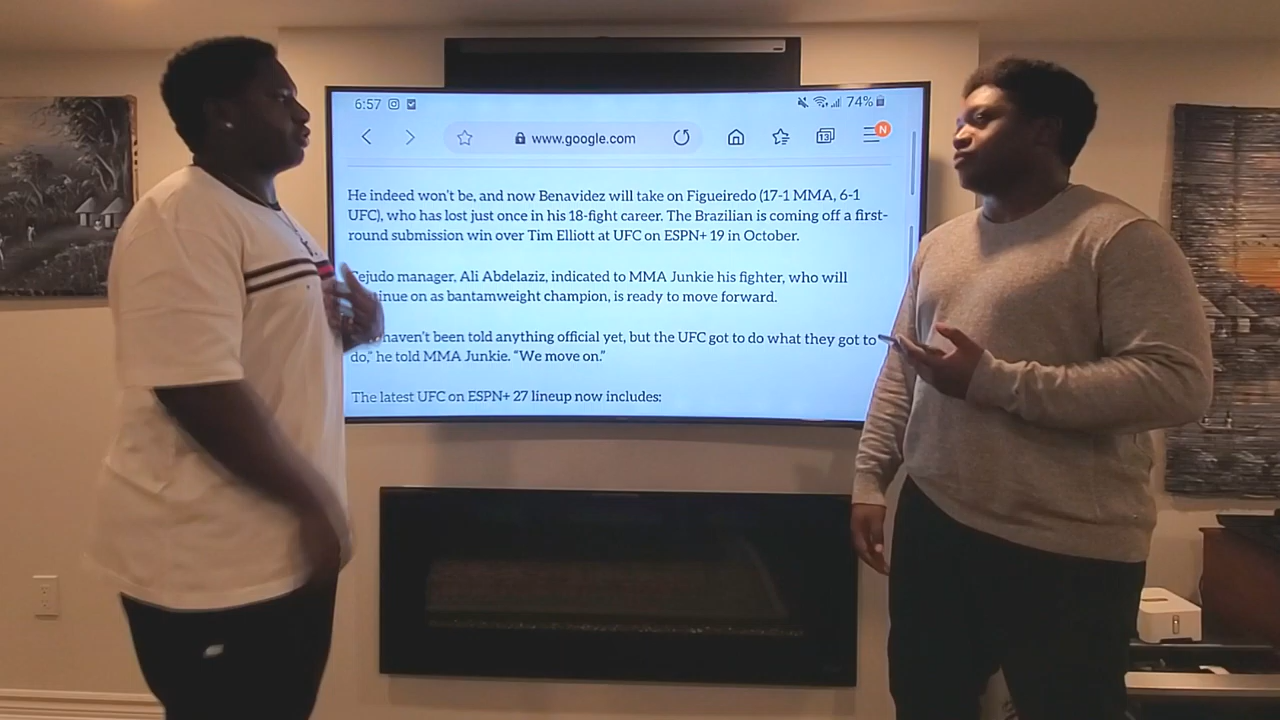 6:57 74%
www.google.com
13
N
He indeed won't be, and now Benavidez will take on Figueiredo (17-1 MMA, 6-1
UFC), who has lost just once in his 18-fight career. The Brazilian is coming off a first-
round submission win over Tim Elliott at UFC on ESPN+ 19 in October.
ejudo manager, Ali Abdelaziz, indicated to MMA Junkie his fighter, who will
inue on as bantamweight champion, is ready to move forward.
haven't been told anything official yet, but the UFC got to do what they got to
do," he told MMA Junkie. "We move on."
The latest UFC on ESPN+ 27 lineup now includes: